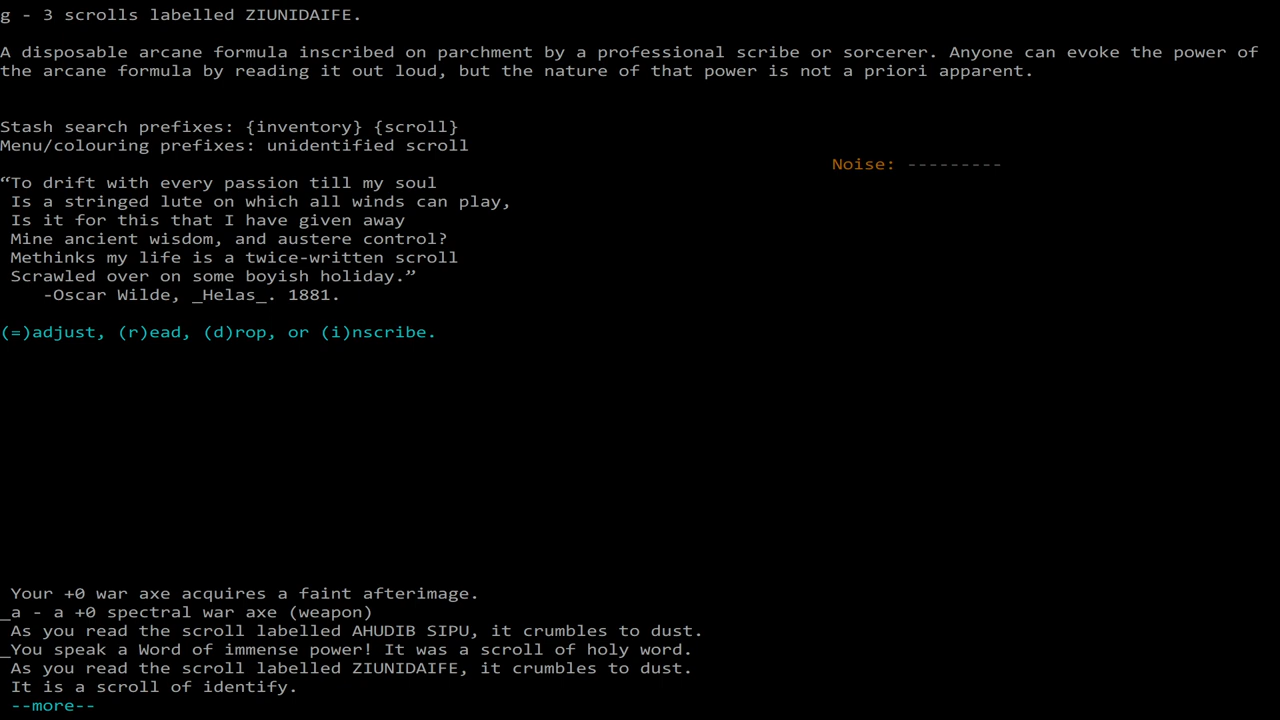 g - 3 scrolls labelled ZIUNIDAIFE.
A disposable arcane formula inscribed on parchment by a professional scribe or sorcerer. Anyone can evoke the power of
the arcane formula by reading it out loud, but the nature of that power is not a priori apparent.
Stash search prefixes: {inventory} {scroll}
Menu/colouring prefixes: unidentified scroll
Noise: ---------
“To drift with every passion till my soul
Is a stringed lute on which all winds can play,
Is it for this that I have given away
Mine ancient wisdom, and austere control?
Methinks my life is a twice-written scroll
Scrawled over on some boyish holiday.”
-Oscar Wilde, _Helas_. 1881.
(=)adjust, (r)ead, (d)rop, or (i)nscribe.
Your +0 war axe acquires a faint afterimage.
_a - a +0 spectral war axe (weapon)
As you read the scroll labelled AHUDIB SIPU, it crumbles to dust.
_You speak a Word of immense power! It was a scroll of holy word.
As you read the scroll labelled ZIUNIDAIFE, it crumbles to dust.
It is a scroll of identify.
--more--